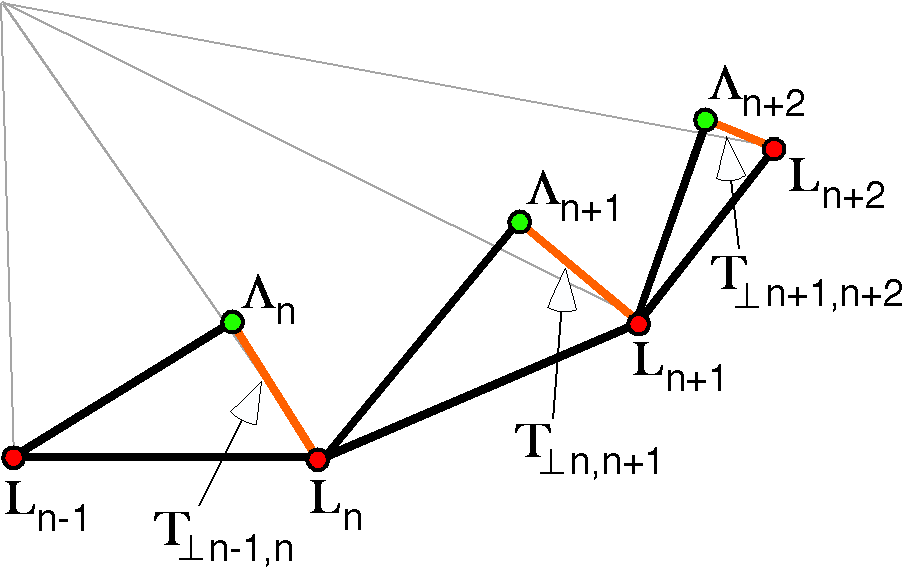 Λn+2
Ln+2
Λn+1
T⊥n+1,n+2
Λn
Ln+1
T⊥n,n+1
Ln-1
Ln
T⊥n-1,n